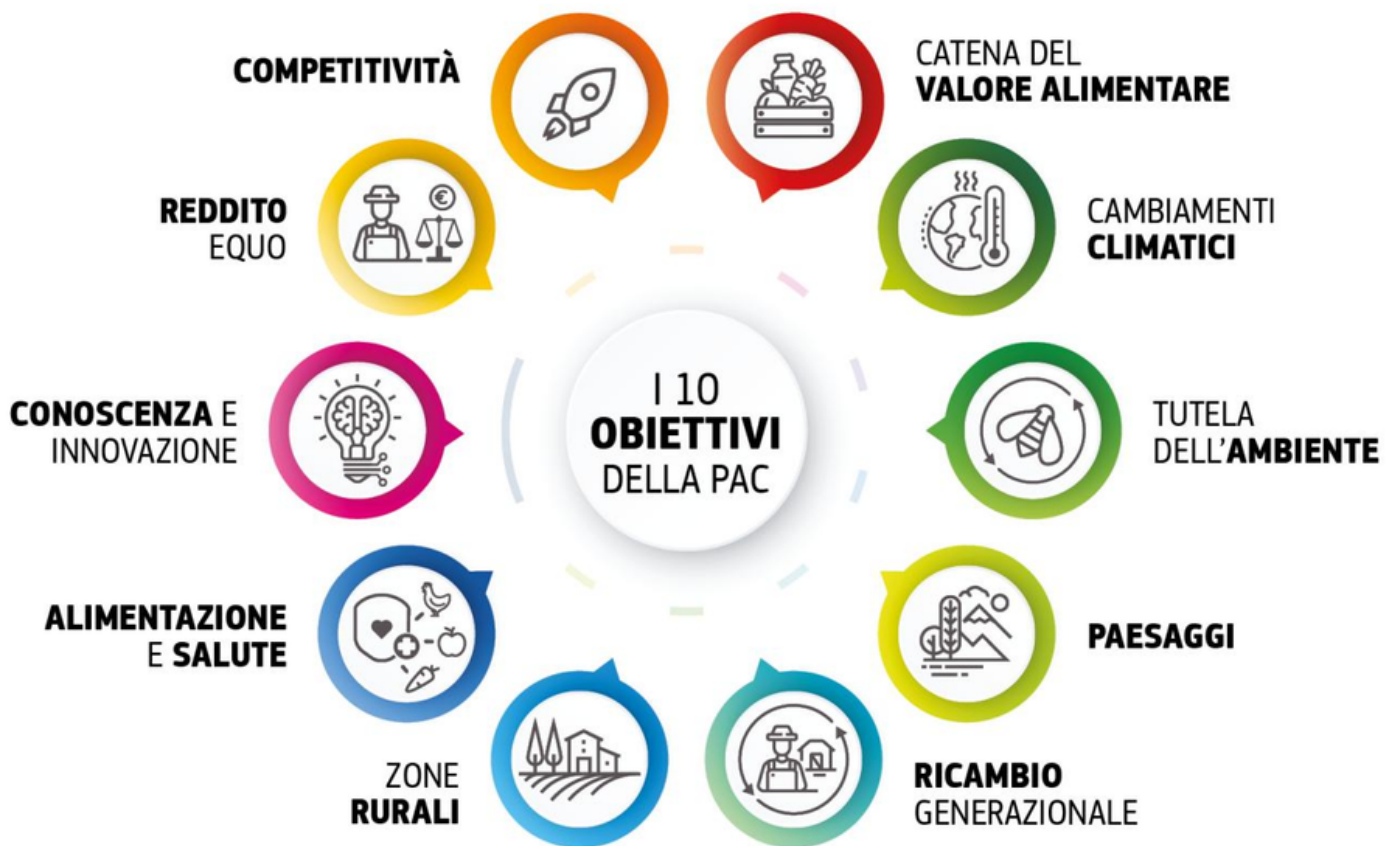 COMPETITIVITÀ
CATENA DEL
VALORE ALIMENTARE
REDDITO
EQUO
CAMBIAMENTI
CLIMATICI
I 10
OBIETTIVI
DELLA PAC
CONOSCENZA E
INNOVAZIONE
TUTELA
DELL'AMBIENTE
ALIMENTAZIONE
E SALUTE
PAESAGGI
ZONE
RURALI
RICAMBIO
GENERAZIONALE